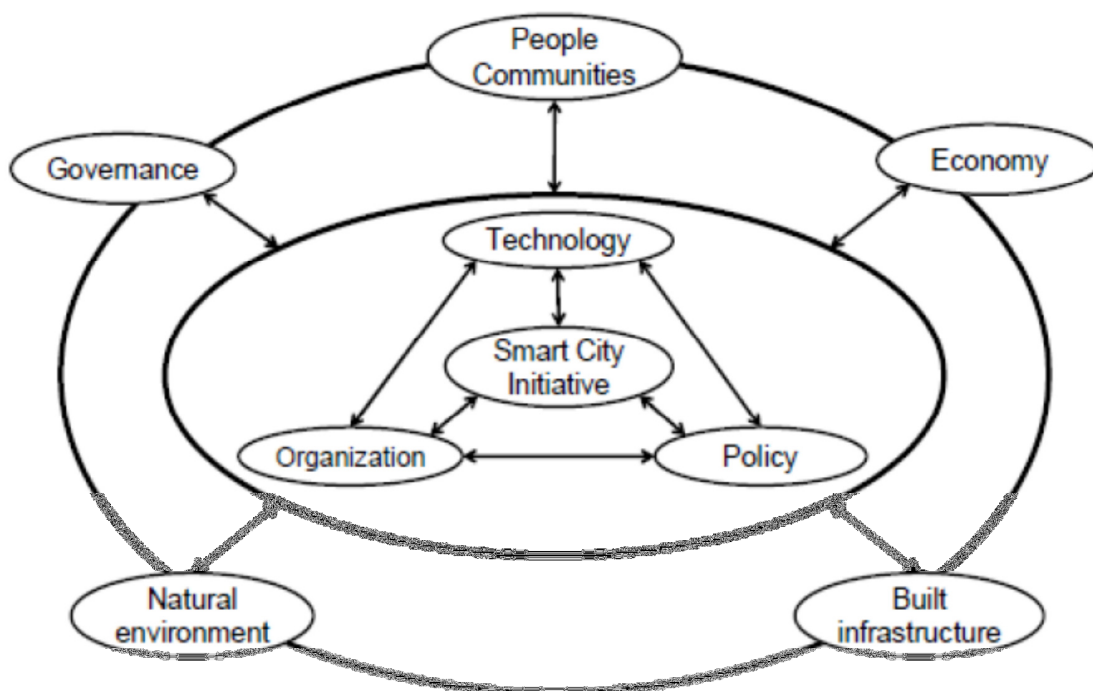 People
Communities
Governance
Economy
Technology
Smart City
Initiative
Organization
Policy
Natural
environment
Built
infrastructure